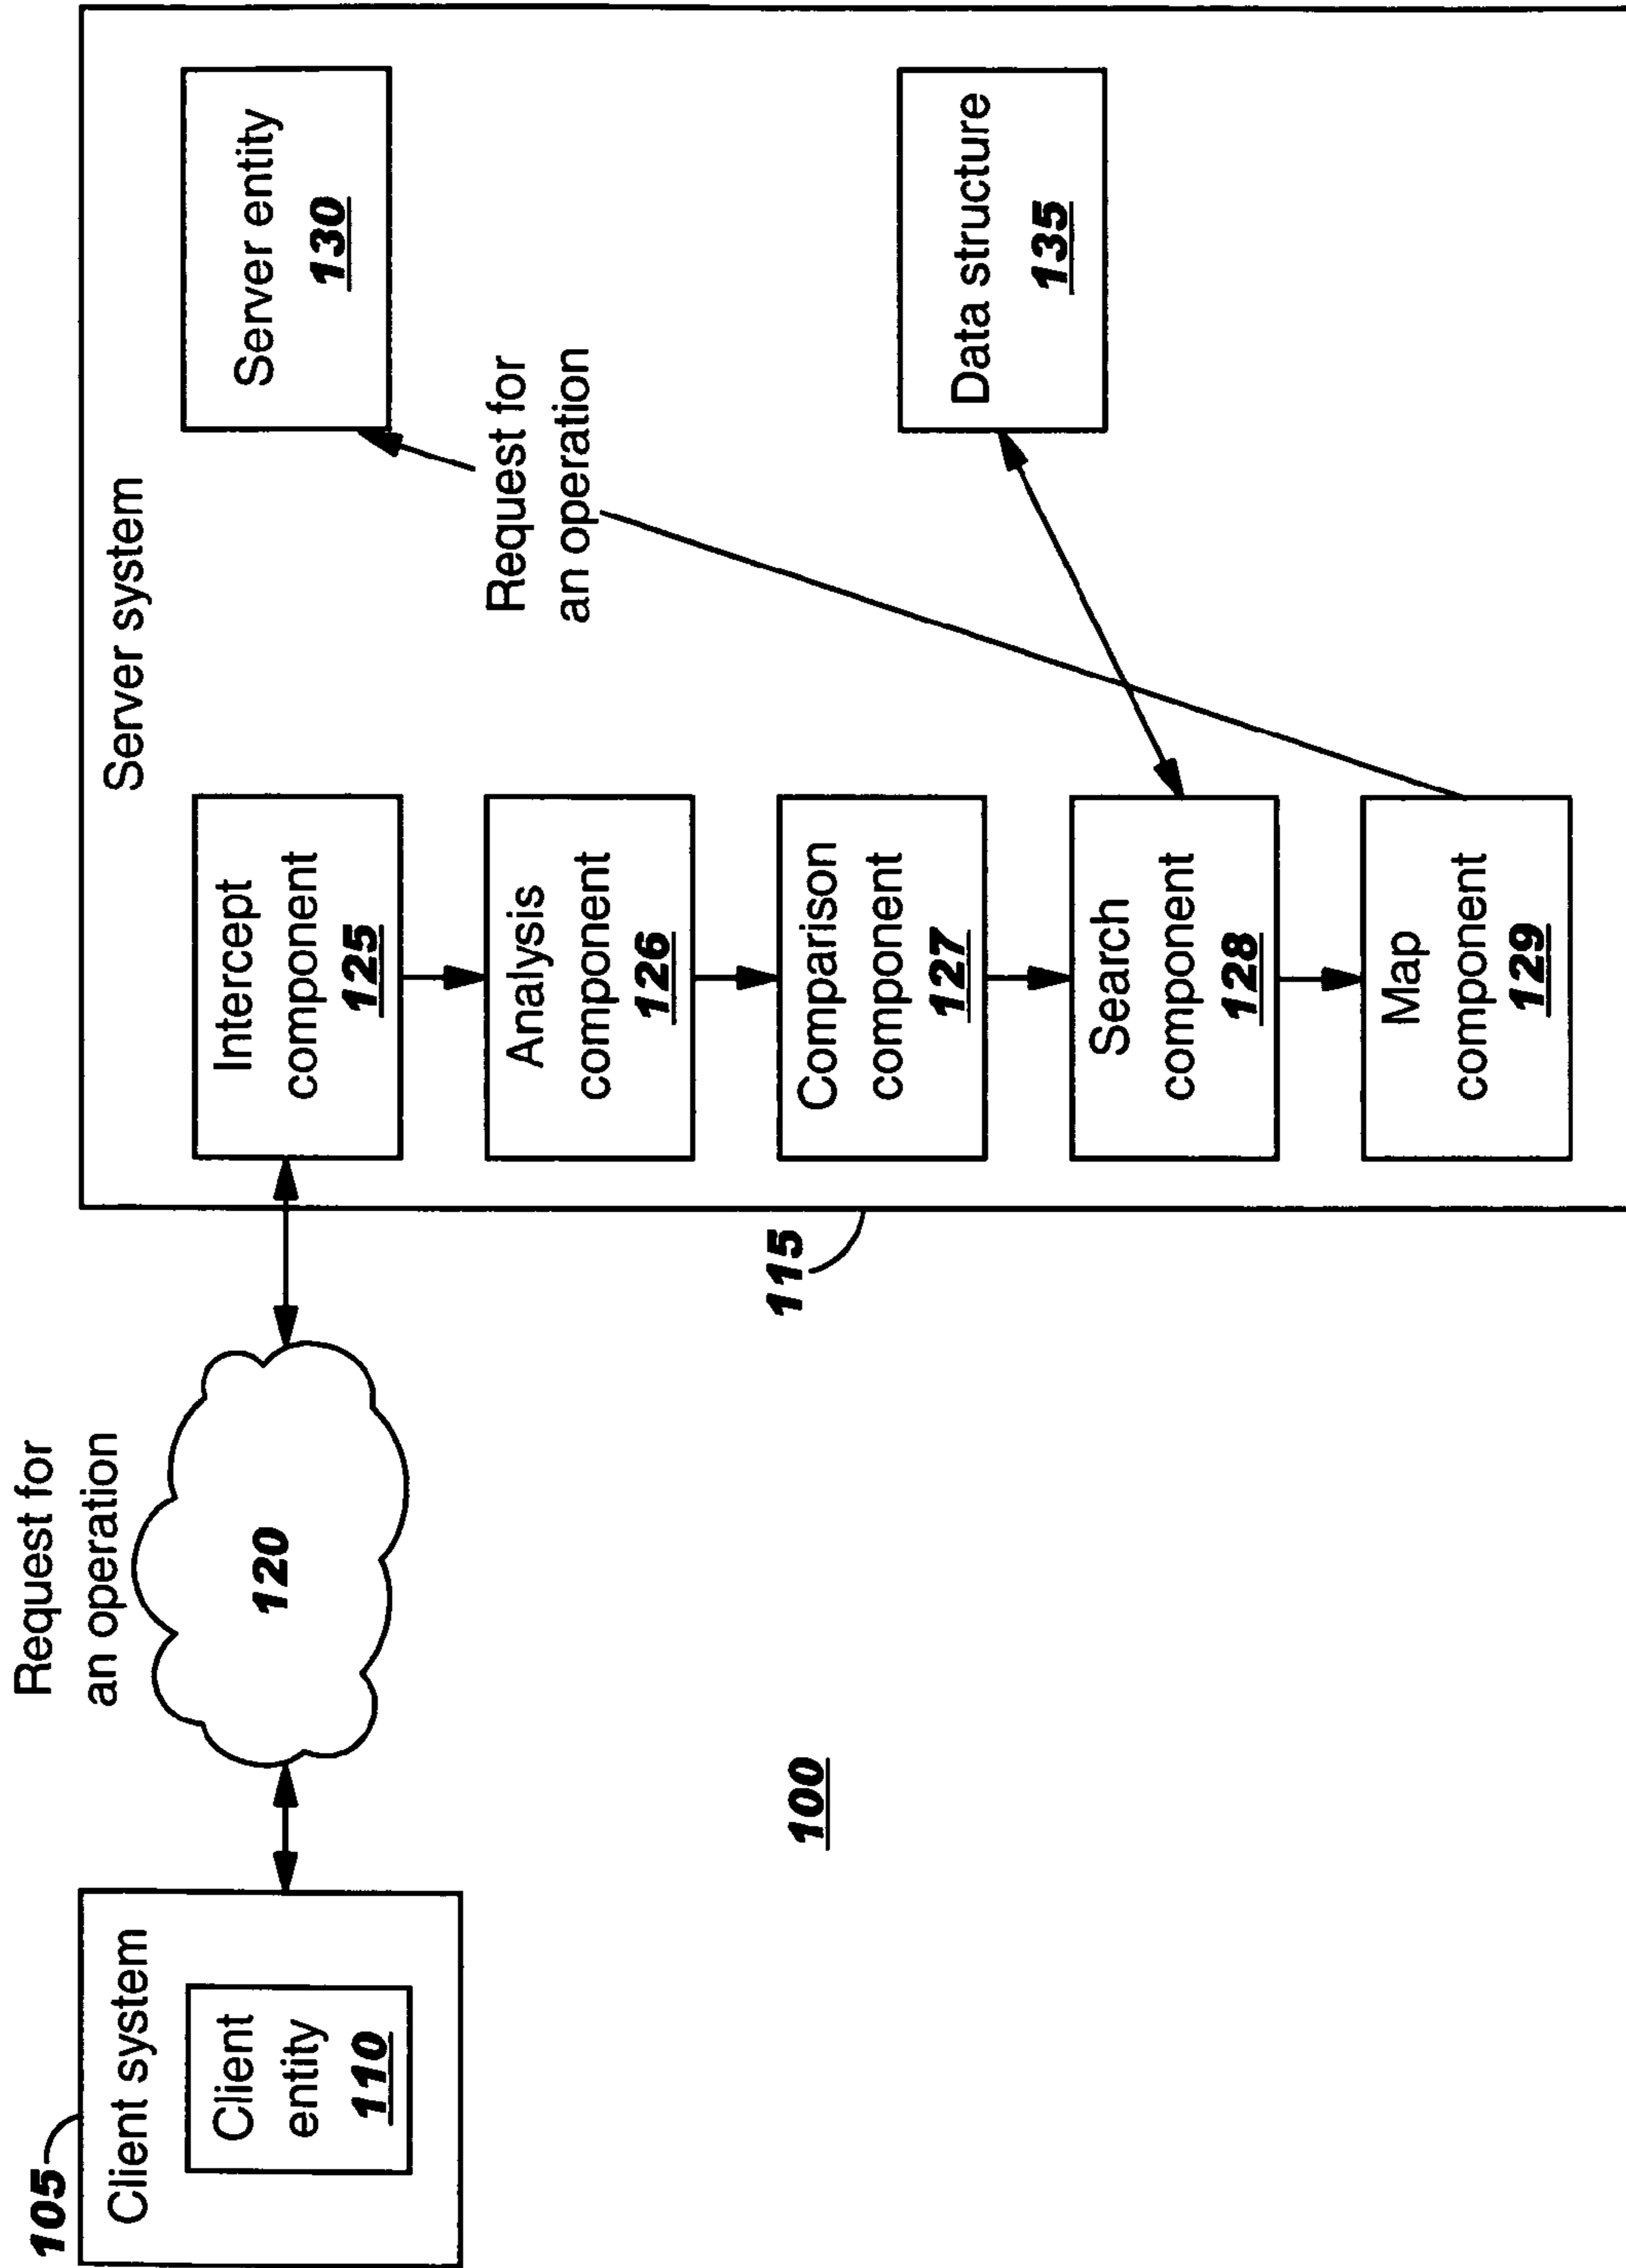 105
Client system
Client
entity
110
Request for
an operation
120
100
115
Server system
Intercept
component
125
Analysis
component
126
Comparison
component
127
Search
component
128
Map
component
129
Request for
an operation
Server entity
130
Data structure
135